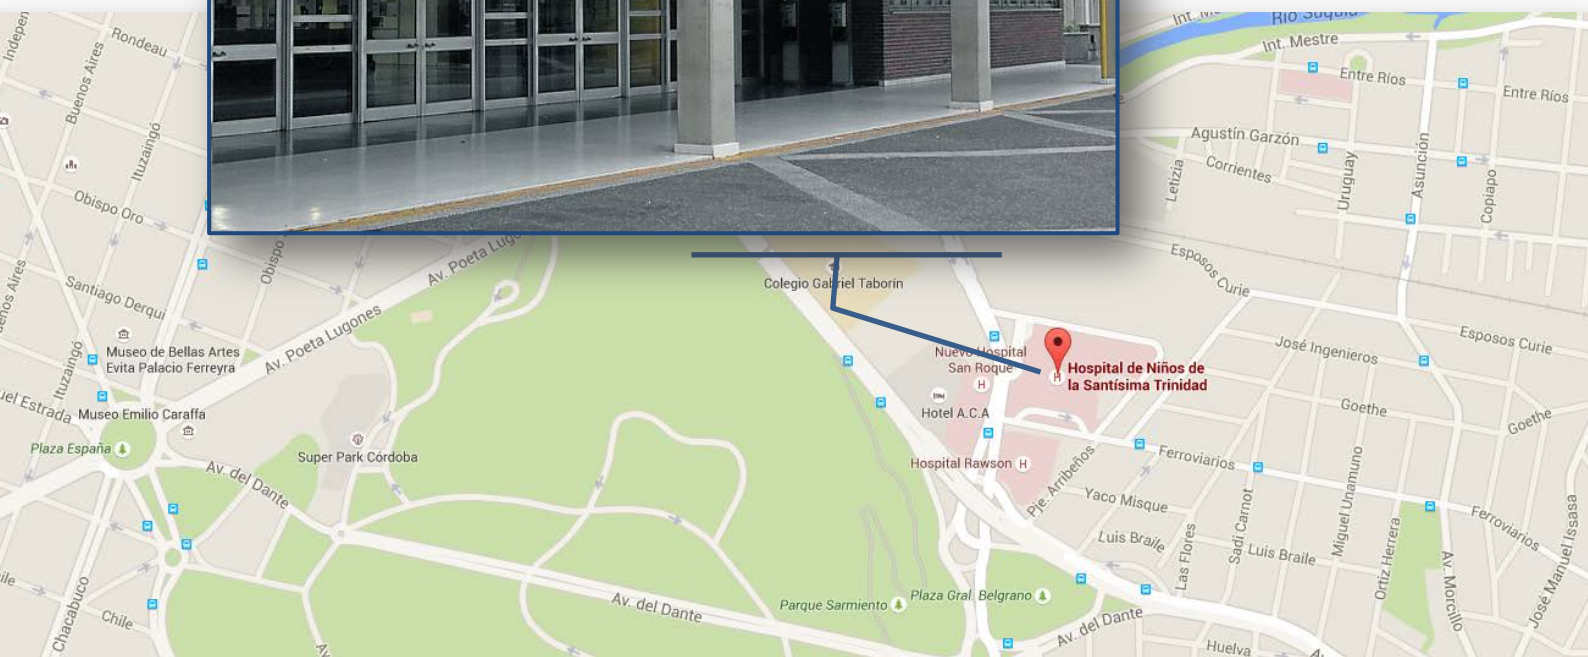 Rondeau
Buenos Aires
Ituzaingó
Obispo Oro
Obispo
Santiago Derqui
Av. Poeta Lugones
Av. Poeta Lugo
Museo de Bellas Artes
Evita Palacio Ferreyra
Ituzaingó
Museo Emilio Caraffa
Plaza España
Super Park Córdoba
Av. del Dante
Chacabuco
Chile
Av. del Dante
Parque Sarmiento
Plaza Gral. Belgrano
Av. del Dante
Colegio Gabriel Taborin
Nuevo Hospital
San Roque
H
Hotel A.C.A
Hospital Rawson H
H
Hospital de Niños de
la Santísima Trinidad
Río Suquía
Int. Mestre
Entre Ríos
Entre Ríos
Agustín Garzón
Corrientes
Letizia
Uruguay
Asunción
Copiapo
Esposos Curie
José Ingenieros
Esposos Curie
Goethe
Goethe
Ferroviarios
Pje. Arribeños
Yaco Misque
Luis Braile
Las Flores
Sadi Carnot
Luis Braile
Miguel Unamuno
Ortiz Herrera
Av. Morcillo
Ferroviarios
José Manuel Issasa
Huelva